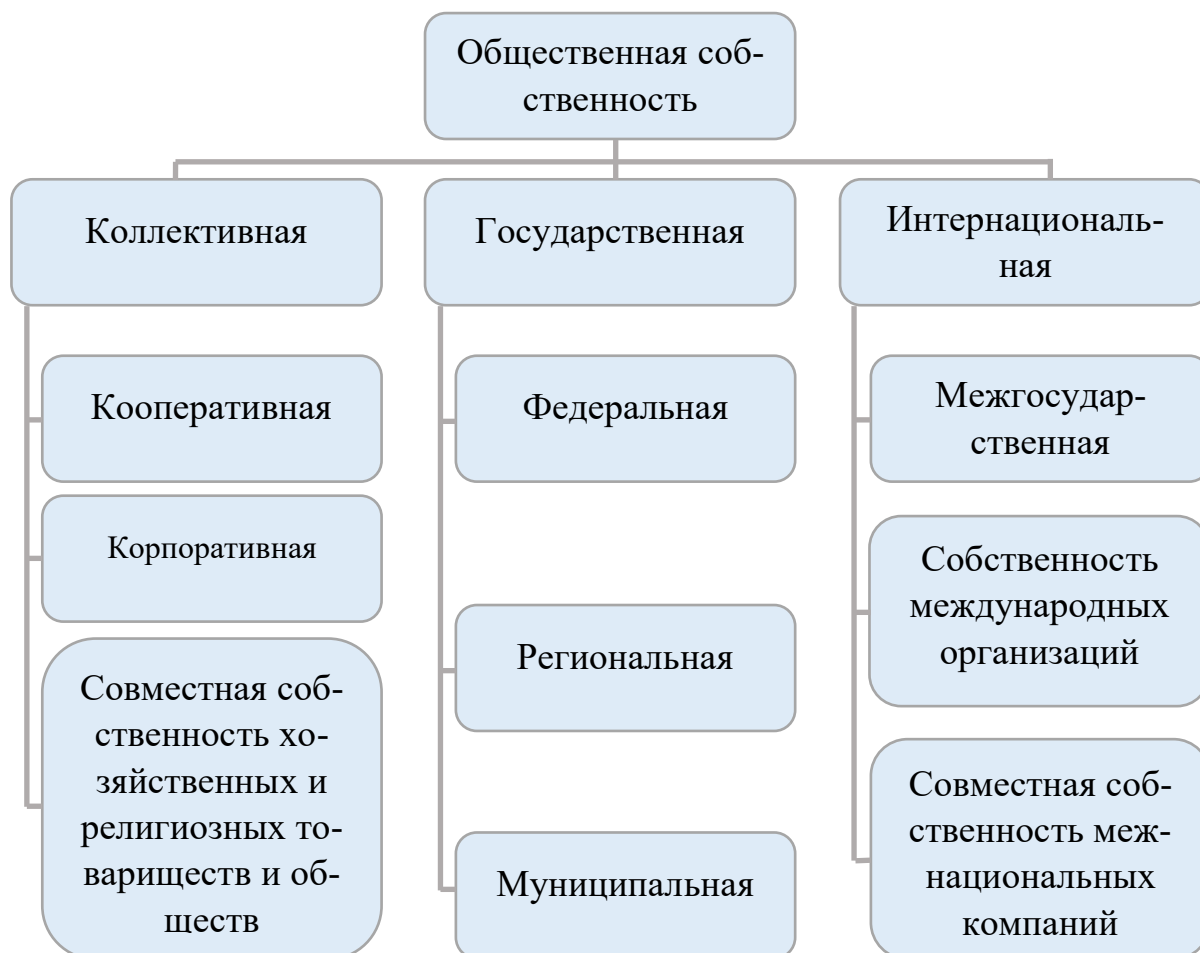 Общественная соб-
ственность
Коллективная
Кооперативная
Корпоративная
Совместная соб-
ственность хо-
зяйственных и
религиозных то-
вариществ и об-
ществ
Государственная
Федеральная
Региональная
Муниципальная
Интернациональ-
ная
Межгосудар-
ственная
Собственность
международных
организаций
Совместная соб-
ственность меж-
национальных
компаний